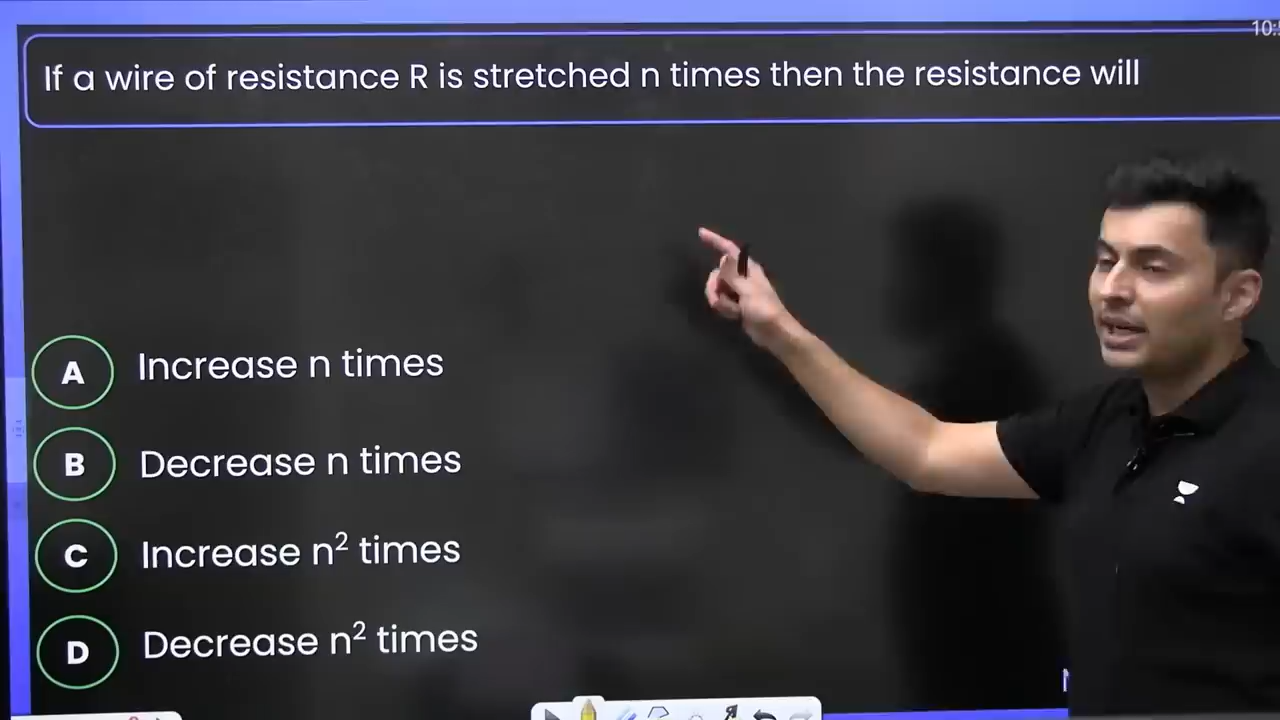 If a wire of resistance R is stretched n times then the resistance will
A Increase n times
B Decrease n times
C Increase n² times
D Decrease n² times